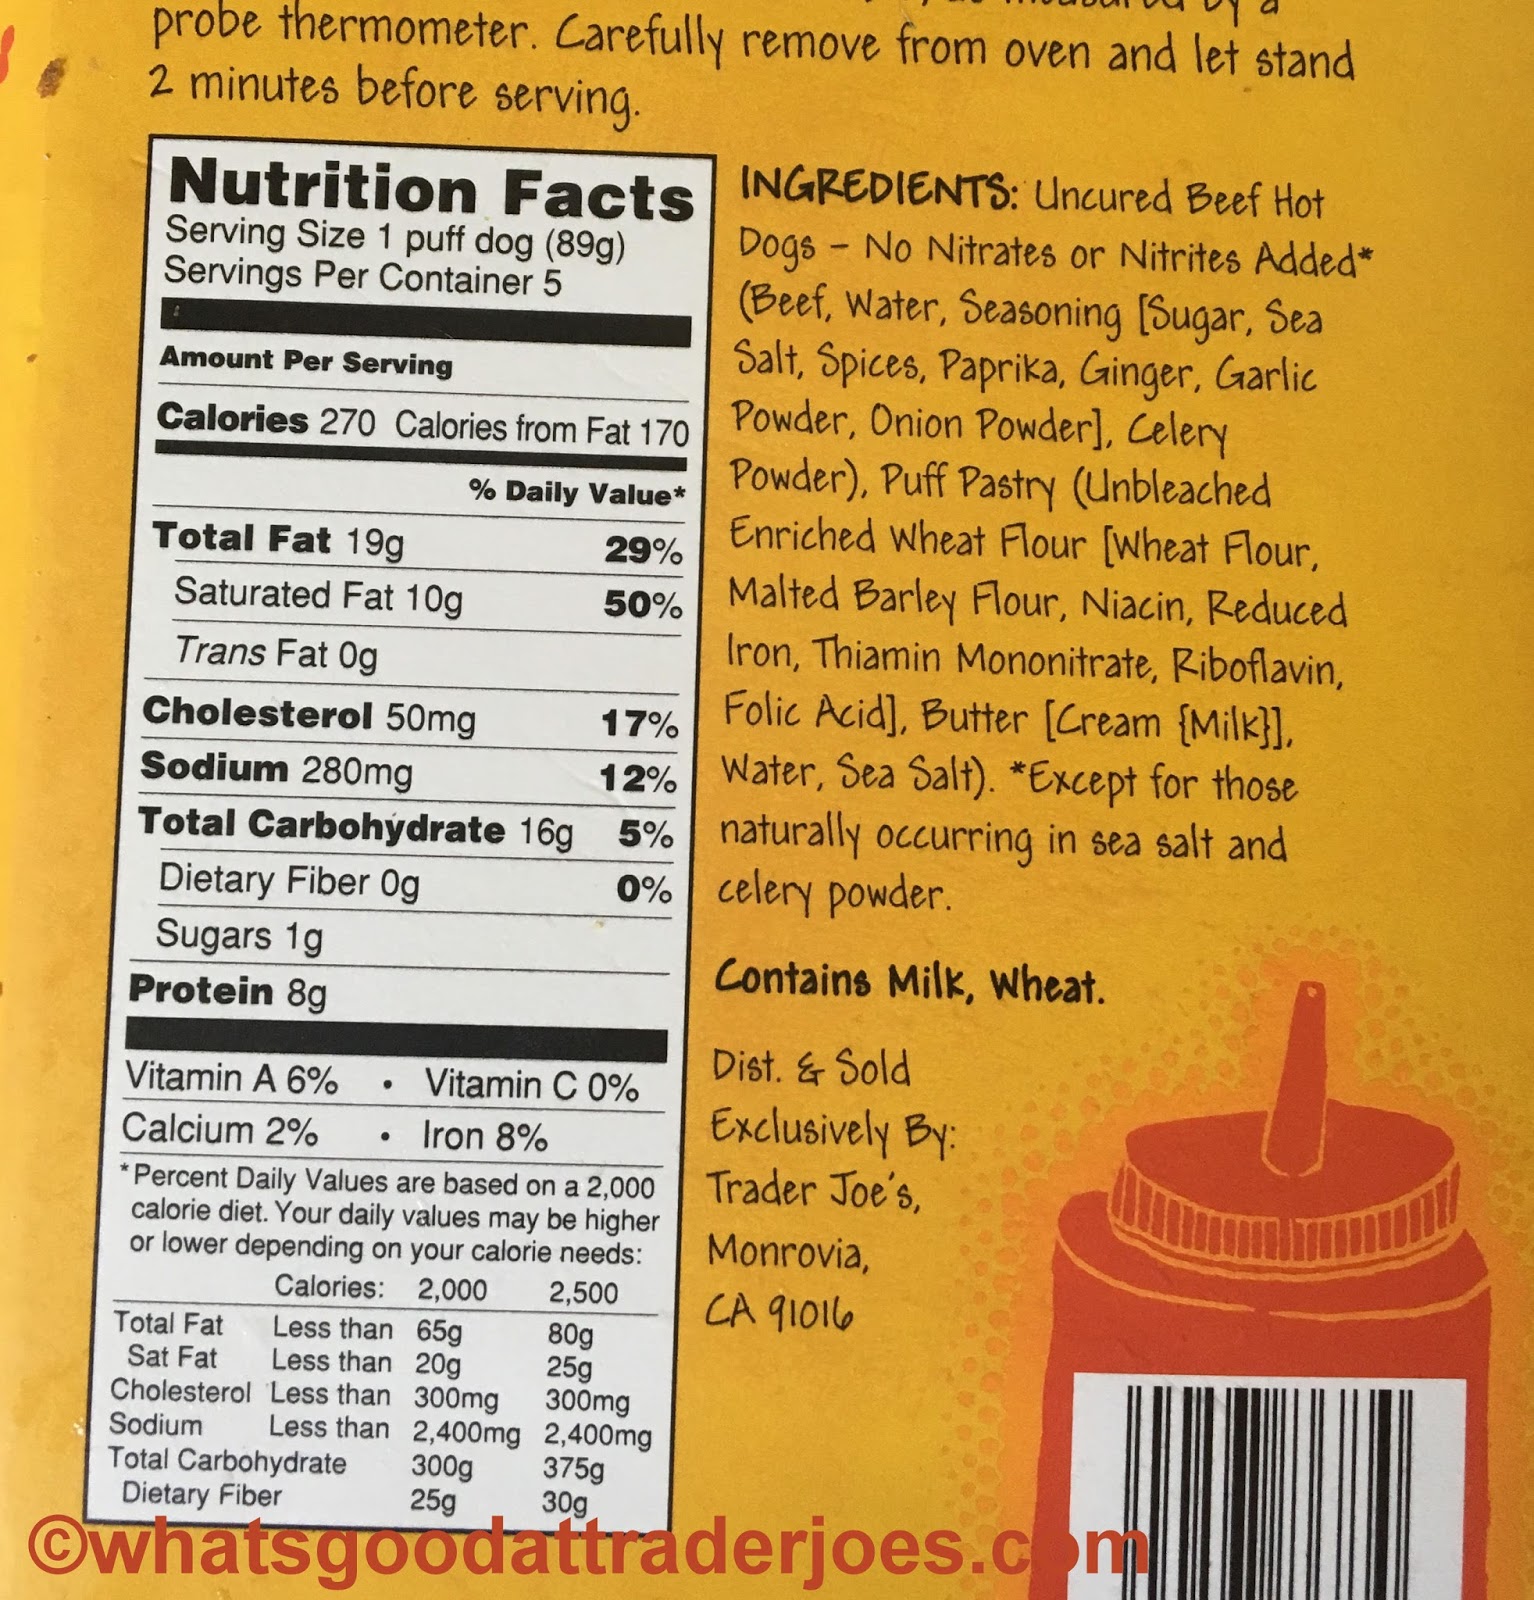 by a
probe thermometer. Carefully remove from oven and let stand
2 minutes before serving.
Nutrition Facts
Serving Size 1 puff dog (89g)
Servings Per Container 5
Amount Per Serving
Calories 270 Calories from Fat 170
% Daily Value*
Total Fat 19g 29%
Saturated Fat 10g 50%
Trans Fat 0g
Cholesterol 50mg 17%
Sodium 280mg 12%
Total Carbohydrate 16g 5%
Dietary Fiber 0g 0%
Sugars 1g
Protein 8g
Vitamin A 6% • Vitamin C 0%
Calcium 2% • Iron 8%
*Percent Daily Values are based on a 2,000
calorie diet. Your daily values may be higher
or lower depending on your calorie needs:
Calories: 2,000 2,500
Total Fat Less than 65g 80g
Sat Fat Less than 20g 25g
Cholesterol Less than 300mg 300mg
Sodium Less than 2,400mg 2,400mg
Total Carbohydrate 300g 375g
Dietary Fiber 25g 30g
INGREDIENTS: Uncured Beef Hot
Dogs – No Nitrates or Nitrites Added*
(Beef, Water, Seasoning [Sugar, Sea
Salt, Spices, Paprika, Ginger, Garlic
Powder, Onion Powder], Celery
Powder), Puff Pastry (Unbleached
Enriched Wheat Flour [Wheat Flour,
Malted Barley Flour, Niacin, Reduced
Iron, Thiamin Mononitrate, Riboflavin,
Folic Acid], Butter [Cream {Milk}],
Water, Sea Salt). *Except for those
naturally occurring in sea salt and
celery powder.
Contains Milk, Wheat.
Dist. & Sold
Exclusively By:
Trader Joe's,
Monrovia,
CA 91016
©whatsgoodattraderjoes.com